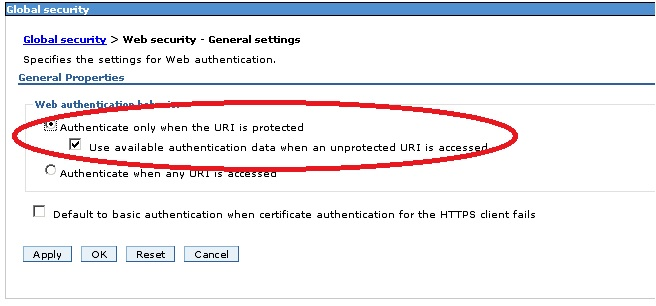 Global security
Global security > Web security - General settings
Specifies the settings for Web authentication.
General Properties
Web authentication behavior
Authenticate only when the URI is protected
Use available authentication data when an unprotected URI is accessed
Authenticate when any URI is accessed
Default to basic authentication when certificate authentication for the HTTPS client fails
Apply OK Reset Cancel